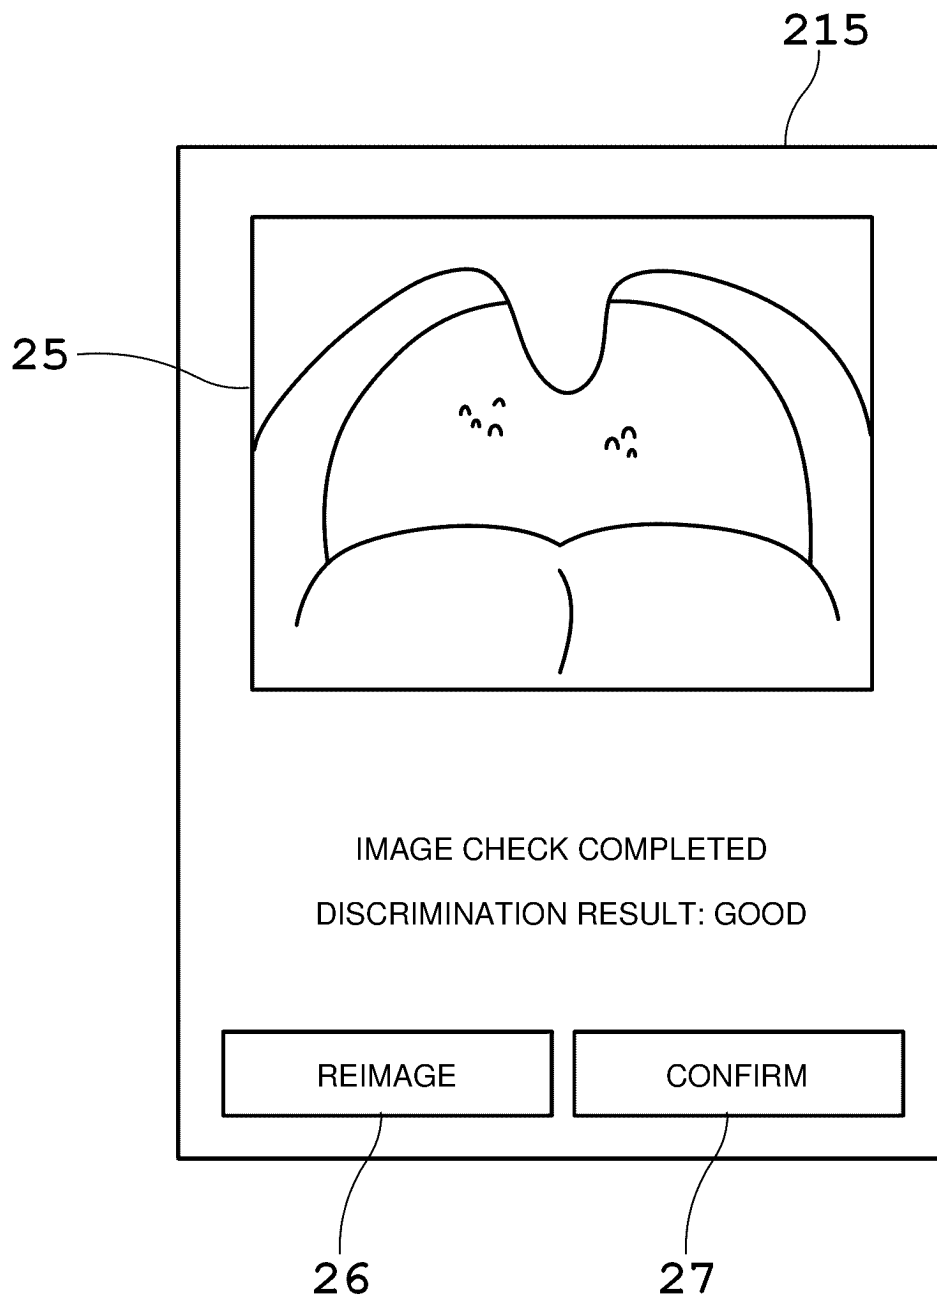 215
25
IMAGE CHECK COMPLETED
DISCRIMINATION RESULT: GOOD
REIMAGE
CONFIRM
26
27